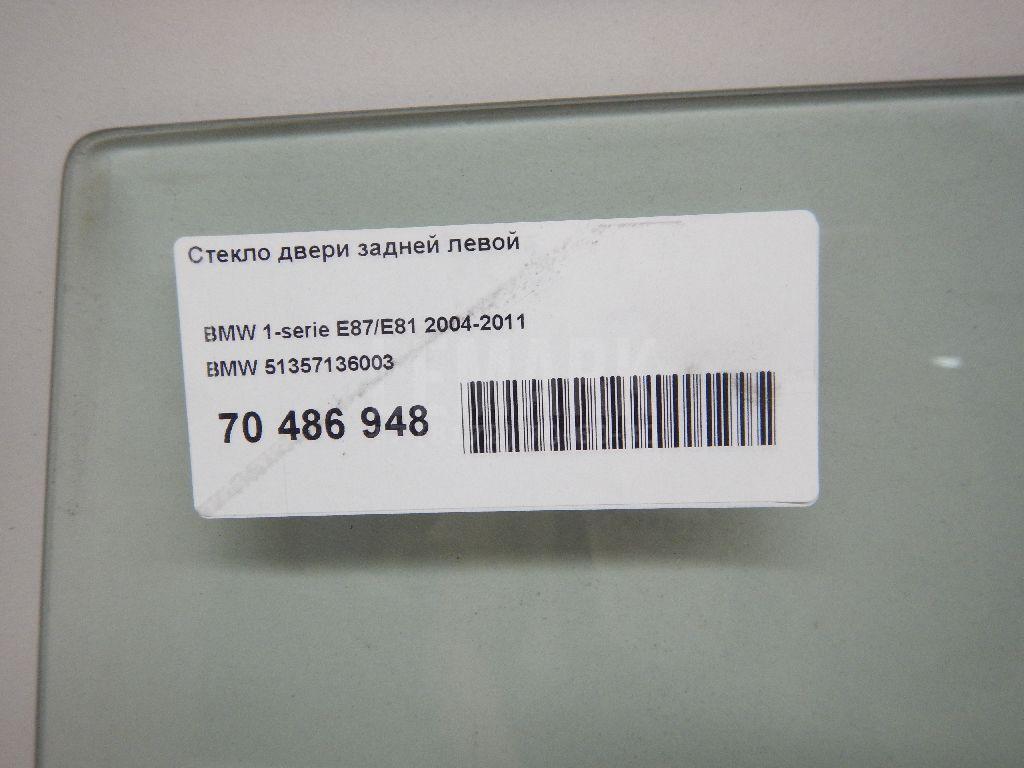 Стекло двери задней левой
BMW 1-serie E87/E81 2004-2011
BMW 51357136003
70 486 948